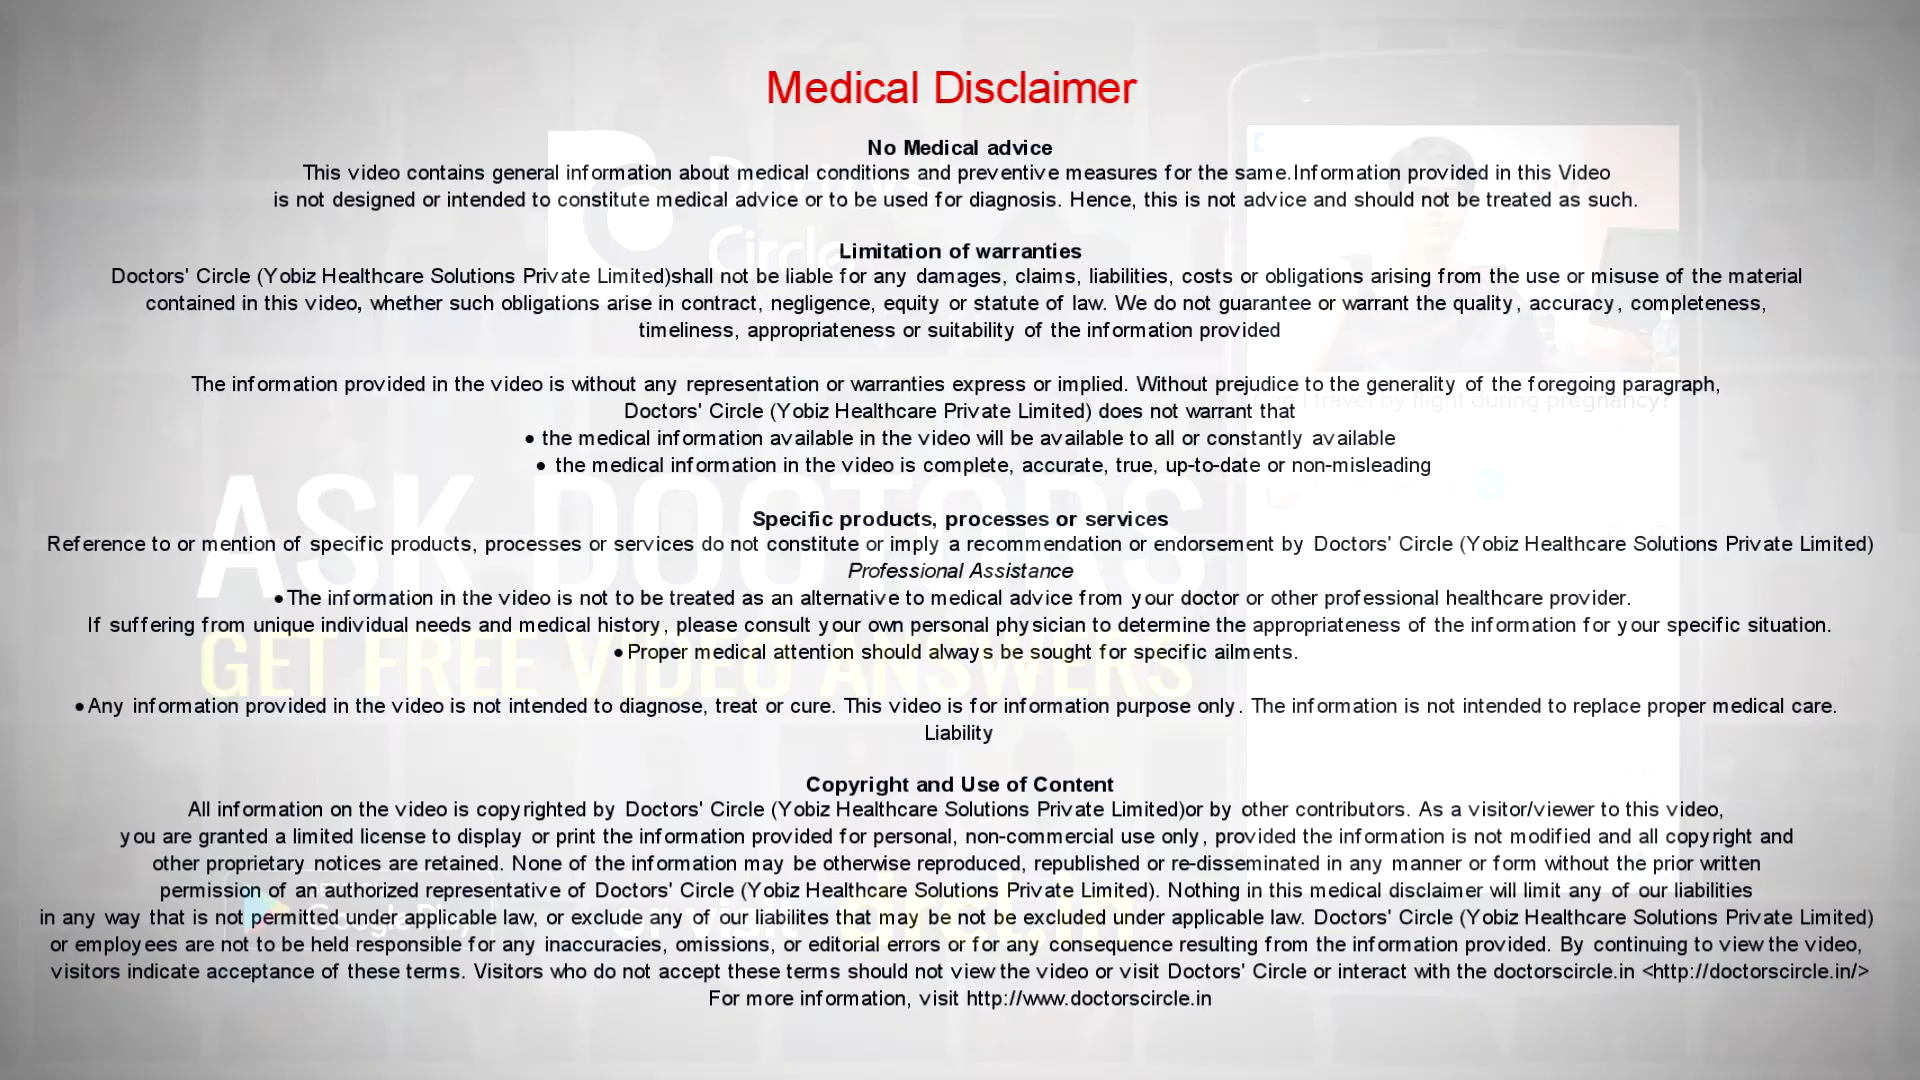 Medical Disclaimer
No Medical advice
This video contains general information about medical conditions and preventive measures for the same.Information provided in this Video
is not designed or intended to constitute medical advice or to be used for diagnosis. Hence, this is not advice and should not be treated as such.
Doctors
Circle
Limitation of warranties
Doctors' Circle (Yobiz Healthcare Solutions Private Limited)shall not be liable for any damages, claims, liabilities, costs or obligations arising from the use or misuse of the material
contained in this video, whether such obligations arise in contract, negligence, equity or statute of law. We do not guarantee or warrant the quality, accuracy, completeness,
timeliness, appropriateness or suitability of the information provided
The information provided in the video is without any representation or warranties express or implied. Without prejudice to the generality of the foregoing paragraph,
Can I travel by flight during pregnancy?
Doctors' Circle (Yobiz Healthcare Private Limited) does not warrant that
• the medical information available in the video will be available to all or constantly available
• the medical information in the video is complete, accurate, true, up-to-date or non-misleading
ASK DOCTORS
Specific products, processes or services
Reference to or mention of specific products, processes or services do not constitute or imply a recommendation or endorsement by Doctors' Circle (Yobiz Healthcare Solutions Private Limited)
Professional Assistance
•The information in the video is not to be treated as an alternative to medical advice from your doctor or other professional healthcare provider.
If suffering from unique individual needs and medical history, please consult your own personal physician to determine the appropriateness of the information for your specific situation.
•Proper medical attention should always be sought for specific ailments.
GET FREE VIDEO ANSWERS
•Any information provided in the video is not intended to diagnose, treat or cure. This video is for information purpose only. The information is not intended to replace proper medical care.
Liability
Copyright and Use of Content
All information on the video is copyrighted by Doctors' Circle (Yobiz Healthcare Solutions Private Limited)or by other contributors. As a visitor/viewer to this video,
you are granted a limited license to display or print the information provided for personal, non-commercial use only, provided the information is not modified and all copyright and
other proprietary notices are retained. None of the information may be otherwise reproduced, republished or re-disseminated in any manner or form without the prior written
permission of an authorized representative of Doctors' Circle (Yobiz Healthcare Solutions Private Limited). Nothing in this medical disclaimer will limit any of our liabilities
in any way that is not permitted under applicable law, or exclude any of our liabilites that may be not be excluded under applicable law. Doctors' Circle (Yobiz Healthcare Solutions Private Limited)
Google Play or visit drcl.in
or employees are not to be held responsible for any inaccuracies, omissions, or editorial errors or for any consequence resulting from the information provided. By continuing to view the video,
visitors indicate acceptance of these terms. Visitors who do not accept these terms should not view the video or visit Doctors' Circle or interact with the doctorscircle.in <http://doctorscircle.in/>
For more information, visit http://www.doctorscircle.in